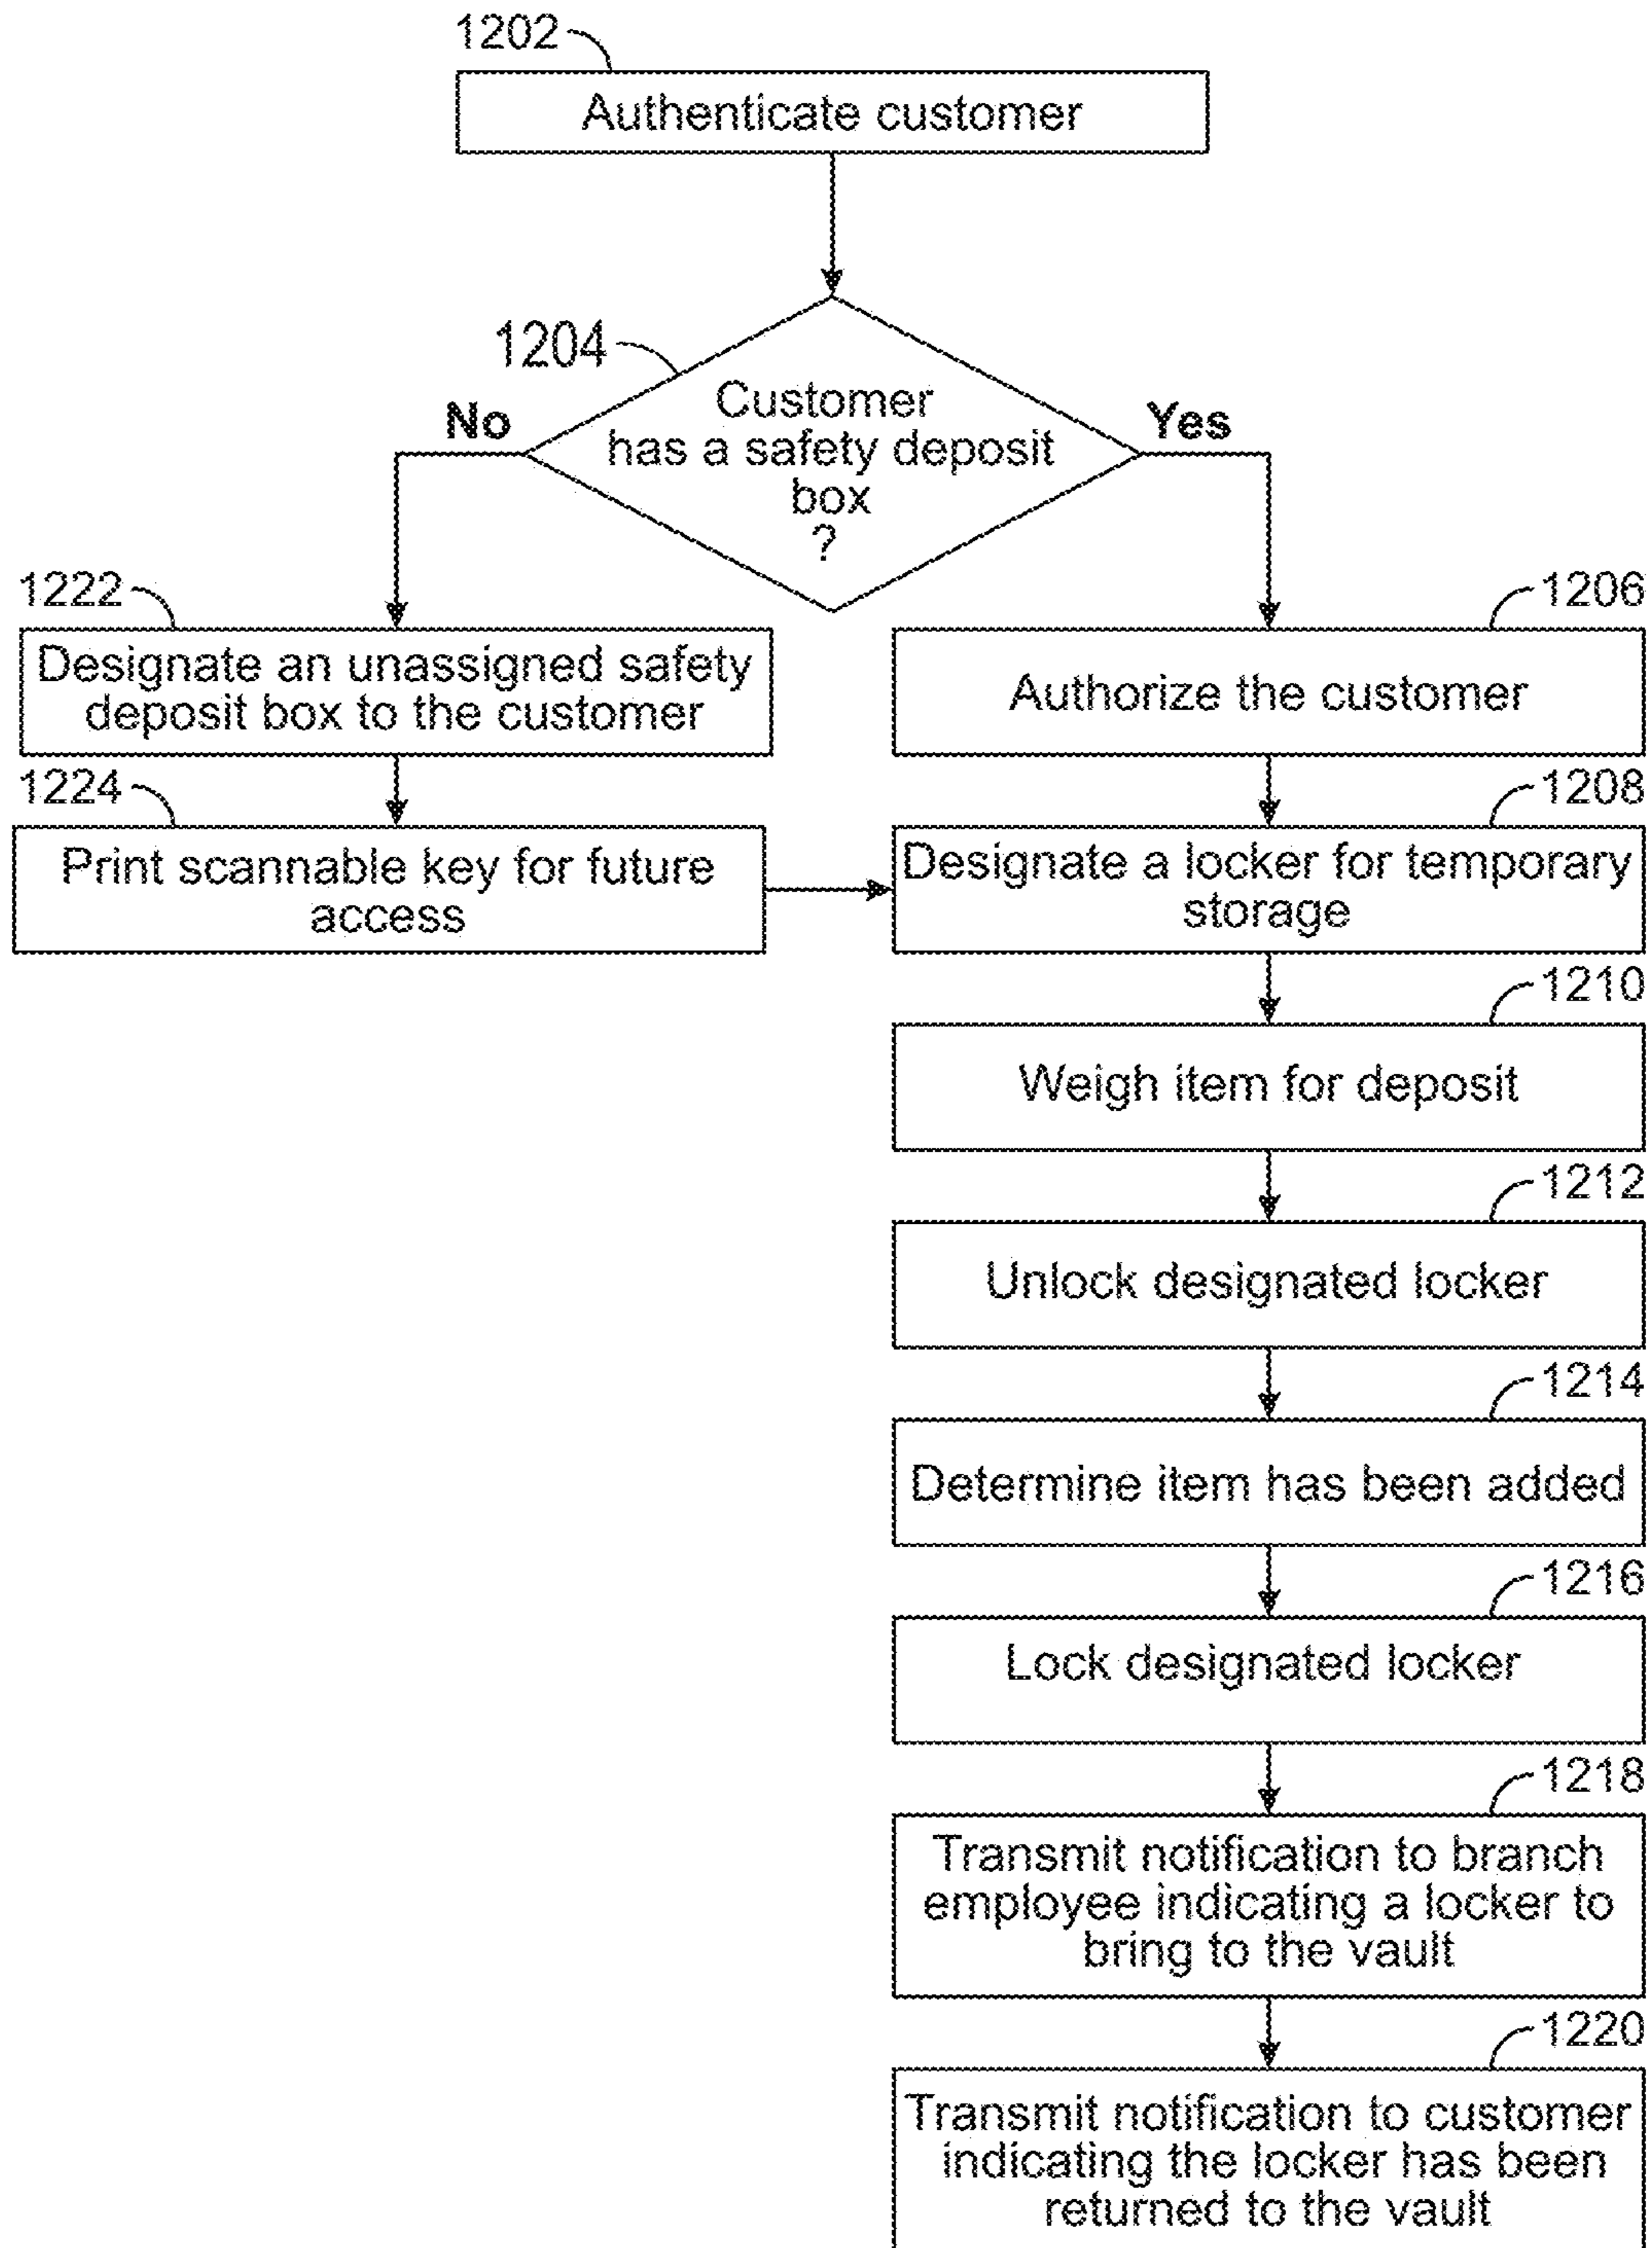 1202
Authenticate customer
1204
Customer
has a safety deposit
box
?
No
Yes
1222
Designate an unassigned safety
deposit box to the customer
1206
Authorize the customer
1224
Print scannable key for future
access
1208
Designate a locker for temporary
storage
1210
Weigh item for deposit
1212
Unlock designated locker
1214
Determine item has been added
1216
Lock designated locker
1218
Transmit notification to branch
employee indicating a locker to
bring to the vault
1220
Transmit notification to customer
indicating the locker has been
returned to the vault